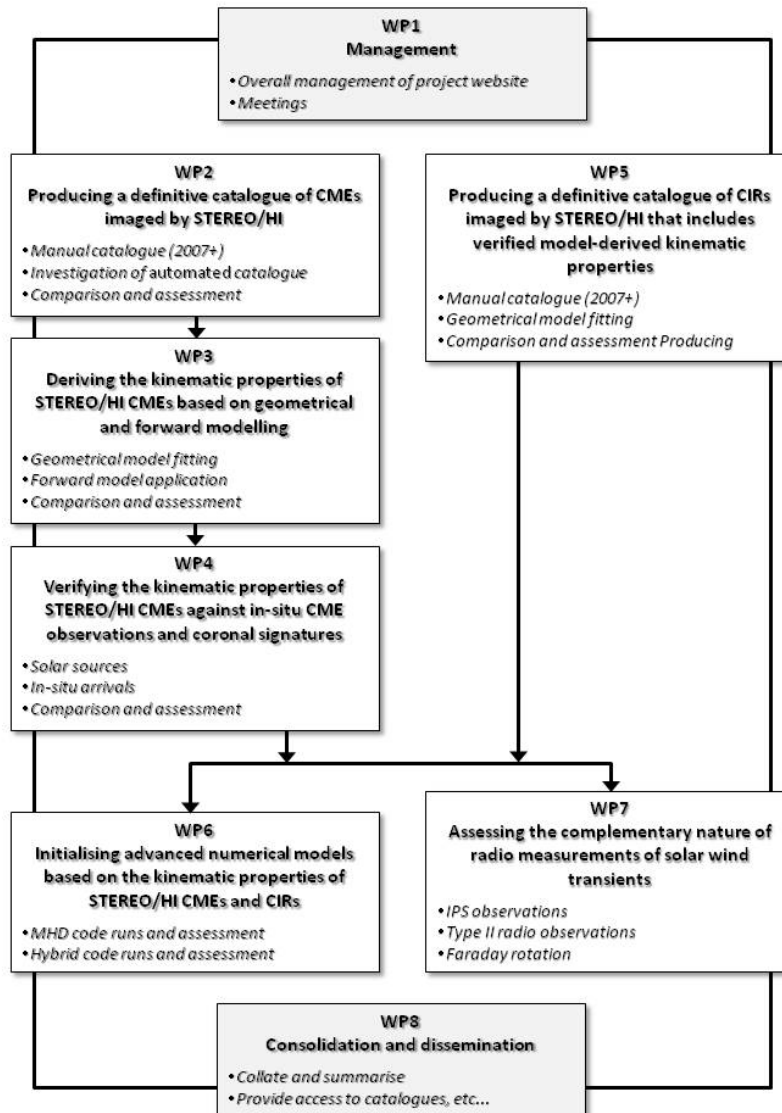 WP1
Management
• Overall management of project website
• Meetings
WP2
Producing a definitive catalogue of CMEs
imaged by STEREO/HI
• Manual catalogue (2007+)
• Investigation of automated catalogue
• Comparison and assessment
WP5
Producing a definitive catalogue of CIRs
imaged by STEREO/HI that includes
verified model-derived kinematic
properties
• Manual catalogue (2007+)
• Geometrical model fitting
• Comparison and assessment Producing
WP3
Deriving the kinematic properties of
STEREO/HI CMEs based on geometrical
and forward modelling
• Geometrical model fitting
• Forward model application
• Comparison and assessment
WP4
Verifying the kinematic properties of
STEREO/HI CMEs against in-situ CME
observations and coronal signatures
• Solar sources
• In-situ arrivals
• Comparison and assessment
WP6
Initialising advanced numerical models
based on the kinematic properties of
STEREO/HI CMEs and CIRs
• MHD code runs and assessment
• Hybrid code runs and assessment
WP7
Assessing the complementary nature of
radio measurements of solar wind
transients
• IPS observations
• Type II radio observations
• Faraday rotation
WP8
Consolidation and dissemination
• Collate and summarise
• Provide access to catalogues, etc...